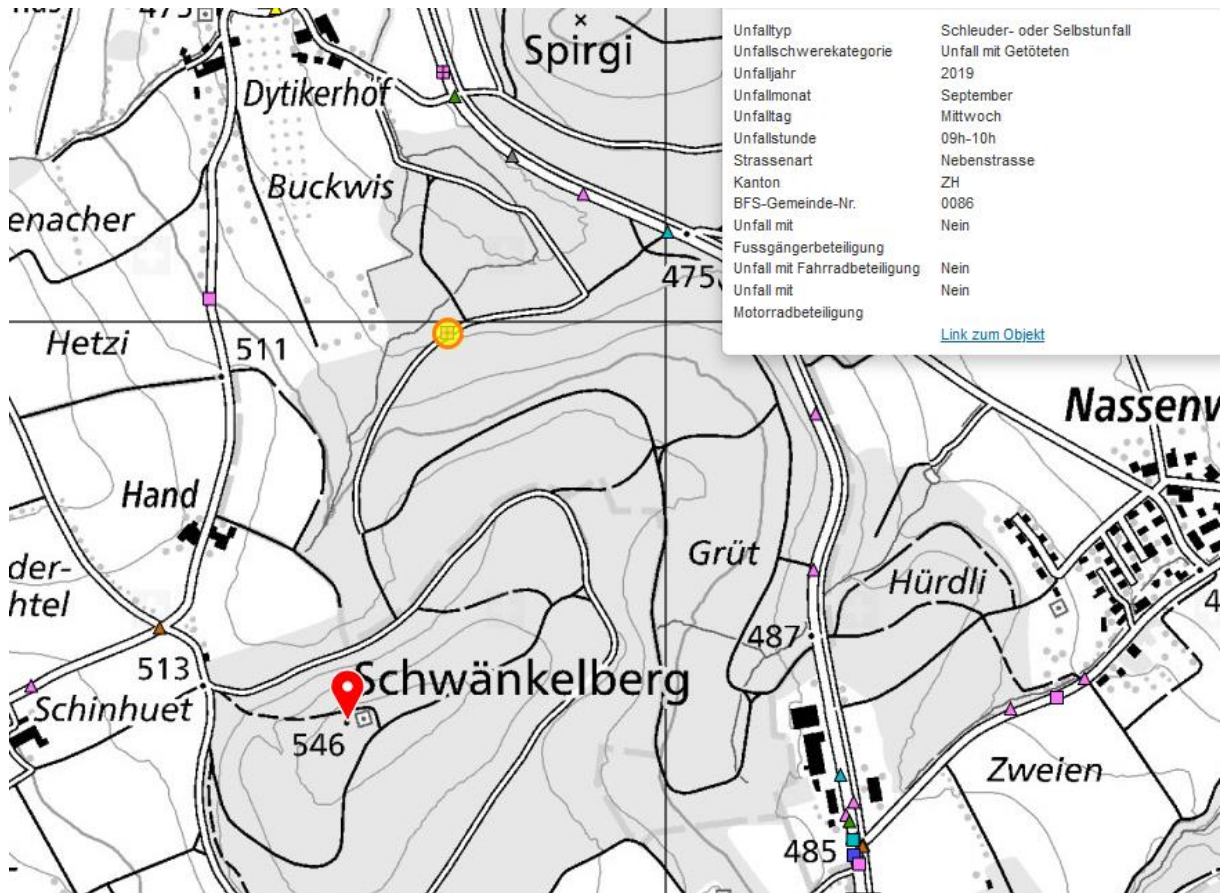 475
Spirgi
Dytikerhof
Buckwis
enacher
475
Hetzi
511
Nassenw
Hand
Grüt
Hürdli
der-
htel
487
4
513
Schwänkelberg
Schinhuet
546
Zweien
485
Unfalltyp Schleuder- oder Selbstunfall
Unfallschwerekategorie Unfall mit Getöteten
Unfalljahr 2019
Unfallmonat September
Unfalltag Mittwoch
Unfallstunde 09h-10h
Strassenart Nebenstrasse
Kanton ZH
BFS-Gemeinde-Nr. 0086
Unfall mit Nein
Fussgängerbeteiligung
Unfall mit Fahrradbeteiligung Nein
Unfall mit Nein
Motorradbeteiligung
Link zum Objekt